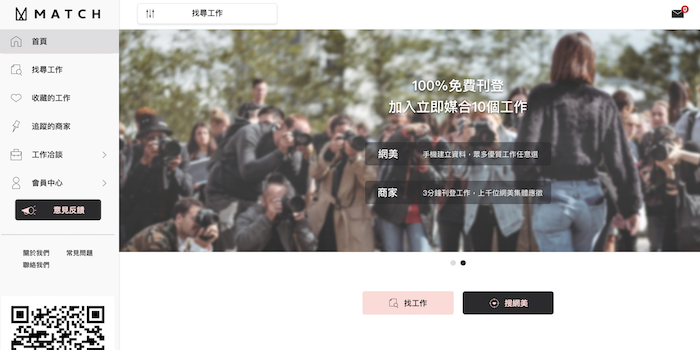 MATCH
找尋工作
9
首頁
找尋工作
收藏的工作
追蹤的商家
工作洽談
會員中心
意見反饋
關於我們 常見問題
聯絡我們
100%免費刊登
加入立即媒合10個工作
網美 手機建立資料，眾多優質工作任意選
商家 3分鐘刊登工作，上千位網美集體應徵
找工作
搜網美